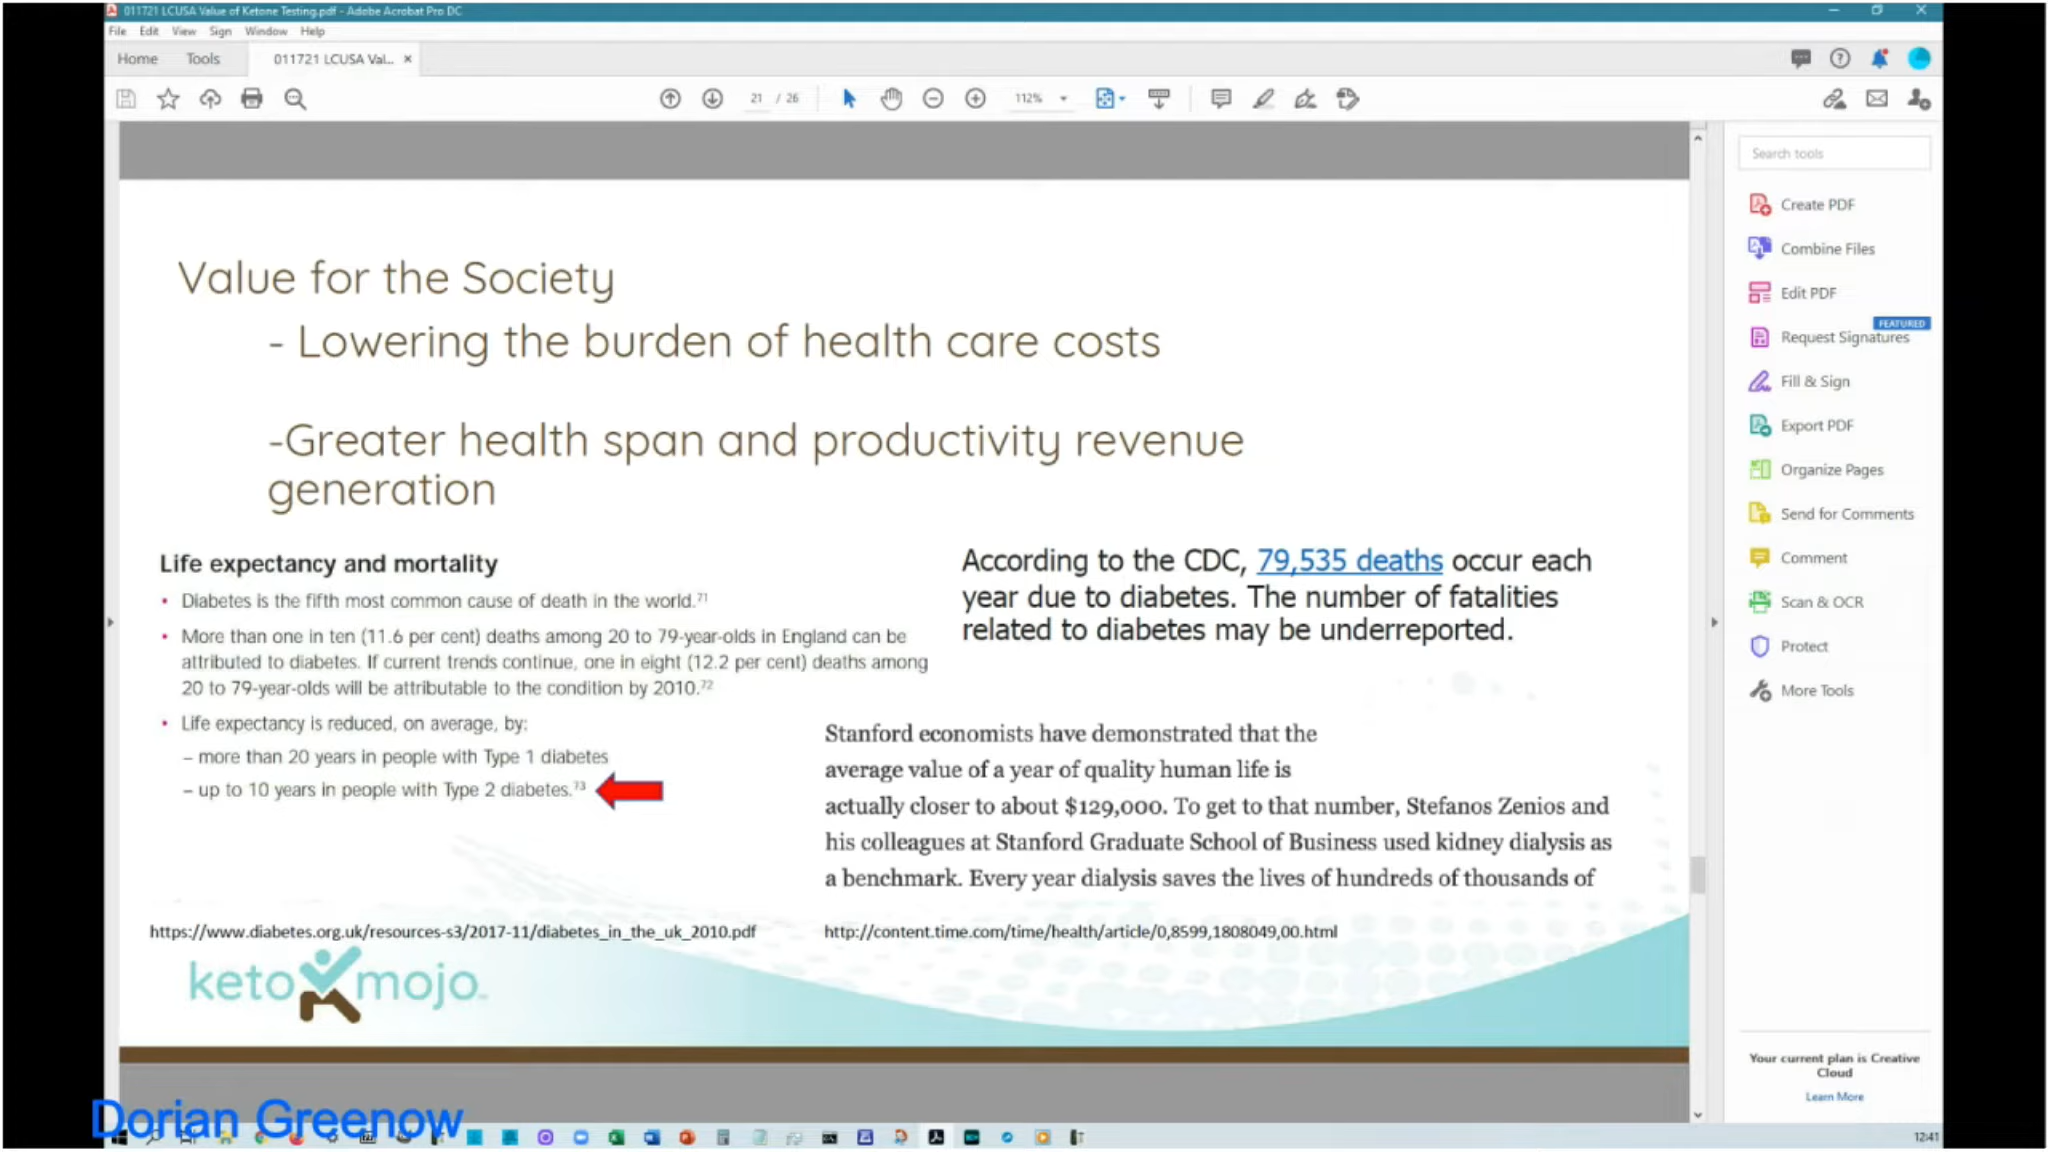 011721 LCUSA Value of Ketone Testing.pdf - Adobe Acrobat Pro DC
File Edit View Sign Window Help
Home Tools 011721 LCUSA Val... ×
21 / 26 112%
Search tools
Create PDF
Combine Files
Edit PDF
FEATURED
Request Signatures
Fill & Sign
Export PDF
Organize Pages
Send for Comments
Comment
Scan & OCR
Protect
More Tools
Your current plan is Creative
Cloud
Learn More
Value for the Society
- Lowering the burden of health care costs
-Greater health span and productivity revenue
generation
Life expectancy and mortality
• Diabetes is the fifth most common cause of death in the world.71
• More than one in ten (11.6 per cent) deaths among 20 to 79-year-olds in England can be
attributed to diabetes. If current trends continue, one in eight (12.2 per cent) deaths among
20 to 79-year-olds will be attributable to the condition by 2010.72
• Life expectancy is reduced, on average, by:
– more than 20 years in people with Type 1 diabetes
– up to 10 years in people with Type 2 diabetes.73
According to the CDC, 79,535 deaths occur each
year due to diabetes. The number of fatalities
related to diabetes may be underreported.
Stanford economists have demonstrated that the
average value of a year of quality human life is
actually closer to about $129,000. To get to that number, Stefanos Zenios and
his colleagues at Stanford Graduate School of Business used kidney dialysis as
a benchmark. Every year dialysis saves the lives of hundreds of thousands of
https://www.diabetes.org.uk/resources-s3/2017-11/diabetes_in_the_uk_2010.pdf
http://content.time.com/time/health/article/0,8599,1808049,00.html
keto mojo
Dorian Greenow
12:41